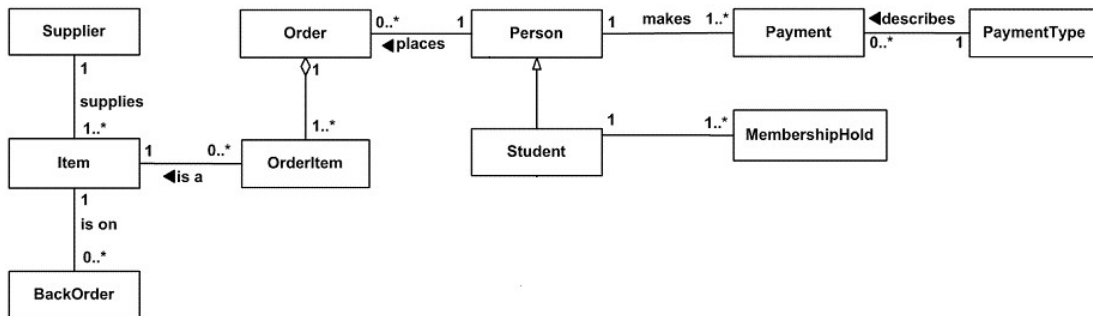 Supplier
Order
0..*
1
places
Person
1
makes
1..*
Payment
describes
0..*
1
PaymentType
1
supplies
1..*
1
1..*
Item
1
0..*
is a
OrderItem
Student
1
1..*
MembershipHold
1
is on
0..*
BackOrder